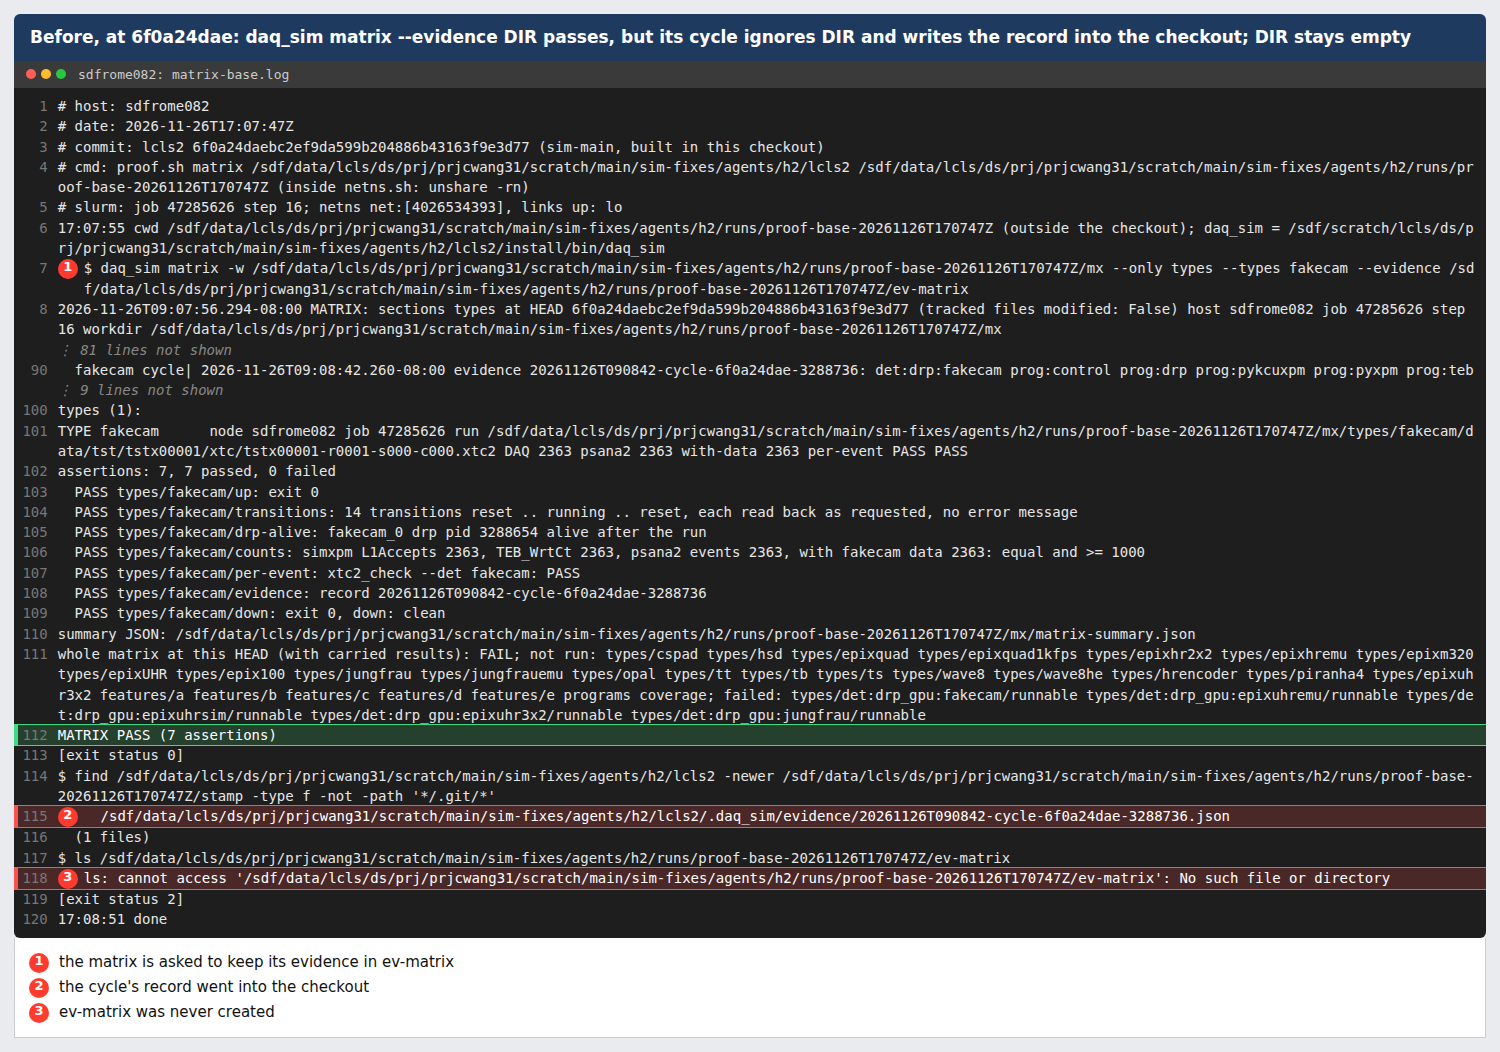 Before, at 6f0a24dae: daq_sim matrix --evidence DIR passes, but its cycle ignores DIR and writes the record into the checkout; DIR stays empty
sdfrome082: matrix-base.log
1 # host: sdfrome082
2 # date: 2026-11-26T17:07:47Z
3 # commit: lcls2 6f0a24daebc2ef9da599b204886b43163f9e3d77 (sim-main, built in this checkout)
4 # cmd: proof.sh matrix /sdf/data/lcls/ds/prj/prjcwang31/scratch/main/sim-fixes/agents/h2/lcls2 /sdf/data/lcls/ds/prj/prjcwang31/scratch/main/sim-fixes/agents/h2/runs/pr
oof-base-20261126T170747Z (inside netns.sh: unshare -rn)
5 # slurm: job 47285626 step 16; netns net:[4026534393], links up: lo
6 17:07:55 cwd /sdf/data/lcls/ds/prj/prjcwang31/scratch/main/sim-fixes/agents/h2/runs/proof-base-20261126T170747Z (outside the checkout); daq_sim = /sdf/scratch/lcls/ds/p
rj/prjcwang31/scratch/main/sim-fixes/agents/h2/lcls2/install/bin/daq_sim
7 1 $ daq_sim matrix -w /sdf/data/lcls/ds/prj/prjcwang31/scratch/main/sim-fixes/agents/h2/runs/proof-base-20261126T170747Z/mx --only types --types fakecam --evidence /sd
f/data/lcls/ds/prj/prjcwang31/scratch/main/sim-fixes/agents/h2/runs/proof-base-20261126T170747Z/ev-matrix
8 2026-11-26T09:07:56.294-08:00 MATRIX: sections types at HEAD 6f0a24daebc2ef9da599b204886b43163f9e3d77 (tracked files modified: False) host sdfrome082 job 47285626 step
16 workdir /sdf/data/lcls/ds/prj/prjcwang31/scratch/main/sim-fixes/agents/h2/runs/proof-base-20261126T170747Z/mx
⋮ 81 lines not shown
90 fakecam cycle| 2026-11-26T09:08:42.260-08:00 evidence 20261126T090842-cycle-6f0a24dae-3288736: det:drp:fakecam prog:control prog:drp prog:pykcuxpm prog:pyxpm prog:teb
⋮ 9 lines not shown
100 types (1):
101 TYPE fakecam node sdfrome082 job 47285626 run /sdf/data/lcls/ds/prj/prjcwang31/scratch/main/sim-fixes/agents/h2/runs/proof-base-20261126T170747Z/mx/types/fakecam/d
ata/tst/tstx00001/xtc/tstx00001-r0001-s000-c000.xtc2 DAQ 2363 psana2 2363 with-data 2363 per-event PASS PASS
102 assertions: 7, 7 passed, 0 failed
103 PASS types/fakecam/up: exit 0
104 PASS types/fakecam/transitions: 14 transitions reset .. running .. reset, each read back as requested, no error message
105 PASS types/fakecam/drp-alive: fakecam_0 drp pid 3288654 alive after the run
106 PASS types/fakecam/counts: simxpm L1Accepts 2363, TEB_WrtCt 2363, psana2 events 2363, with fakecam data 2363: equal and >= 1000
107 PASS types/fakecam/per-event: xtc2_check --det fakecam: PASS
108 PASS types/fakecam/evidence: record 20261126T090842-cycle-6f0a24dae-3288736
109 PASS types/fakecam/down: exit 0, down: clean
110 summary JSON: /sdf/data/lcls/ds/prj/prjcwang31/scratch/main/sim-fixes/agents/h2/runs/proof-base-20261126T170747Z/mx/matrix-summary.json
111 whole matrix at this HEAD (with carried results): FAIL; not run: types/cspad types/hsd types/epixquad types/epixquad1kfps types/epixhr2x2 types/epixhremu types/epixm320
types/epixUHR types/epix100 types/jungfrau types/jungfrauemu types/opal types/tt types/tb types/ts types/wave8 types/wave8he types/hrencoder types/piranha4 types/epixuh
r3x2 features/a features/b features/c features/d features/e programs coverage; failed: types/det:drp_gpu:fakecam/runnable types/det:drp_gpu:epixuhremu/runnable types/de
t:drp_gpu:epixuhrsim/runnable types/det:drp_gpu:epixuhr3x2/runnable types/det:drp_gpu:jungfrau/runnable
112 MATRIX PASS (7 assertions)
113 [exit status 0]
114 $ find /sdf/data/lcls/ds/prj/prjcwang31/scratch/main/sim-fixes/agents/h2/lcls2 -newer /sdf/data/lcls/ds/prj/prjcwang31/scratch/main/sim-fixes/agents/h2/runs/proof-base-
20261126T170747Z/stamp -type f -not -path '*/.git/*'
115 2 /sdf/data/lcls/ds/prj/prjcwang31/scratch/main/sim-fixes/agents/h2/lcls2/.daq_sim/evidence/20261126T090842-cycle-6f0a24dae-3288736.json
116 (1 files)
117 $ ls /sdf/data/lcls/ds/prj/prjcwang31/scratch/main/sim-fixes/agents/h2/runs/proof-base-20261126T170747Z/ev-matrix
118 3 ls: cannot access '/sdf/data/lcls/ds/prj/prjcwang31/scratch/main/sim-fixes/agents/h2/runs/proof-base-20261126T170747Z/ev-matrix': No such file or directory
119 [exit status 2]
120 17:08:51 done
1 the matrix is asked to keep its evidence in ev-matrix
2 the cycle's record went into the checkout
3 ev-matrix was never created